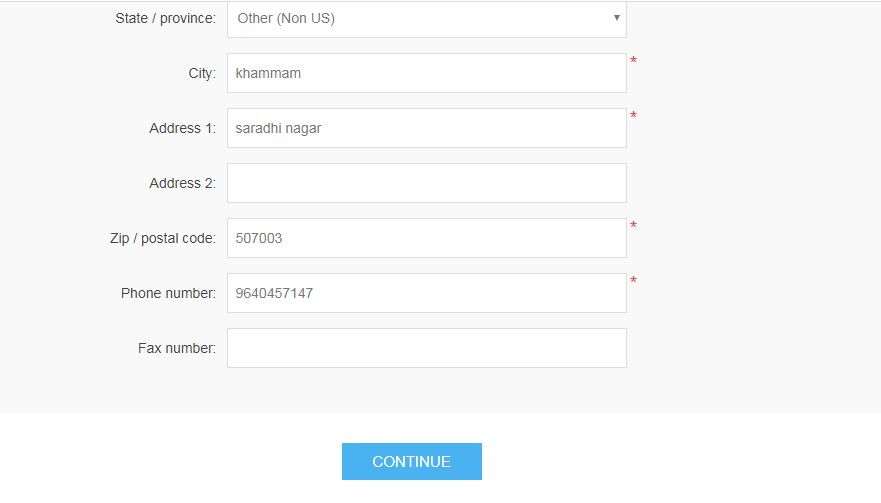 State / province: Other (Non US)
City: khammam *
Address 1: saradhi nagar *
Address 2:
Zip / postal code: 507003 *
Phone number: 9640457147 *
Fax number:
CONTINUE